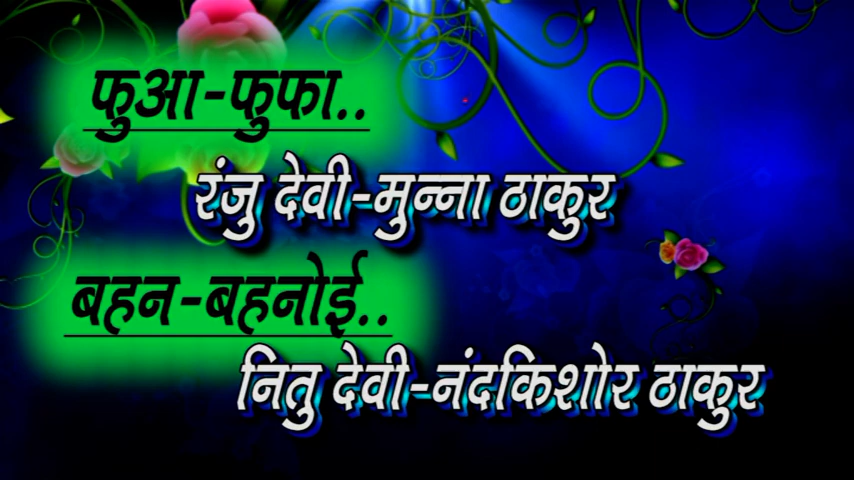 फुआ-फुफा..
रंजु देवी-मुन्ना ठाकुर
बहन-बहनोई..
नितु देवी-नंदकिशोर ठाकुर